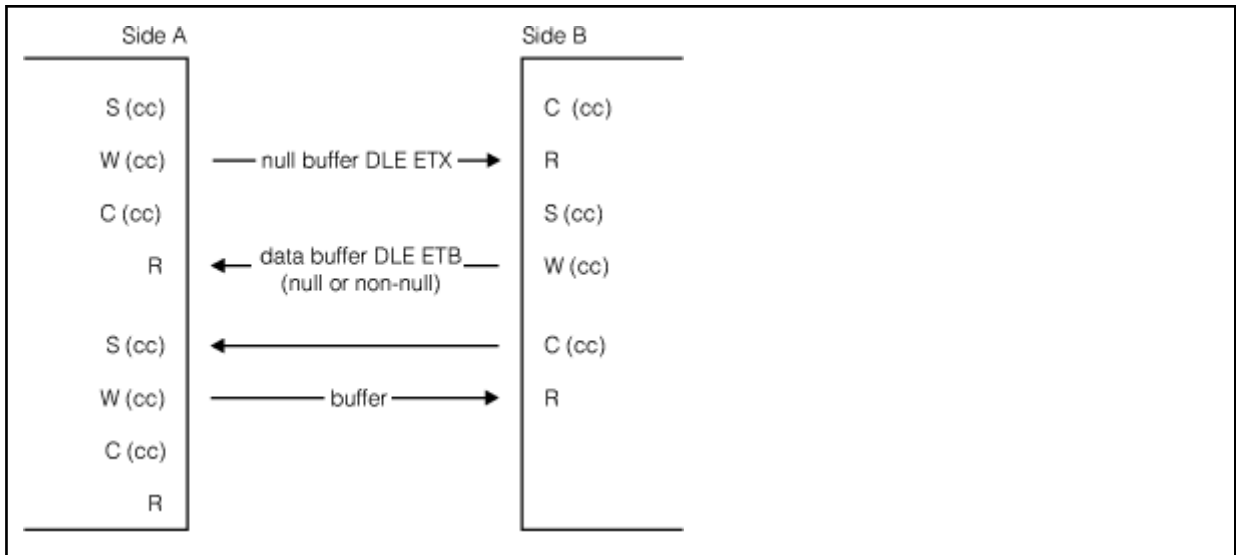 Side A Side B
S (cc) C (cc)
W (cc) null buffer DLE ETX R
C (cc) S (cc)
R data buffer DLE ETB W (cc)
(null or non-null)
S (cc) C (cc)
W (cc) buffer R
C (cc)
R